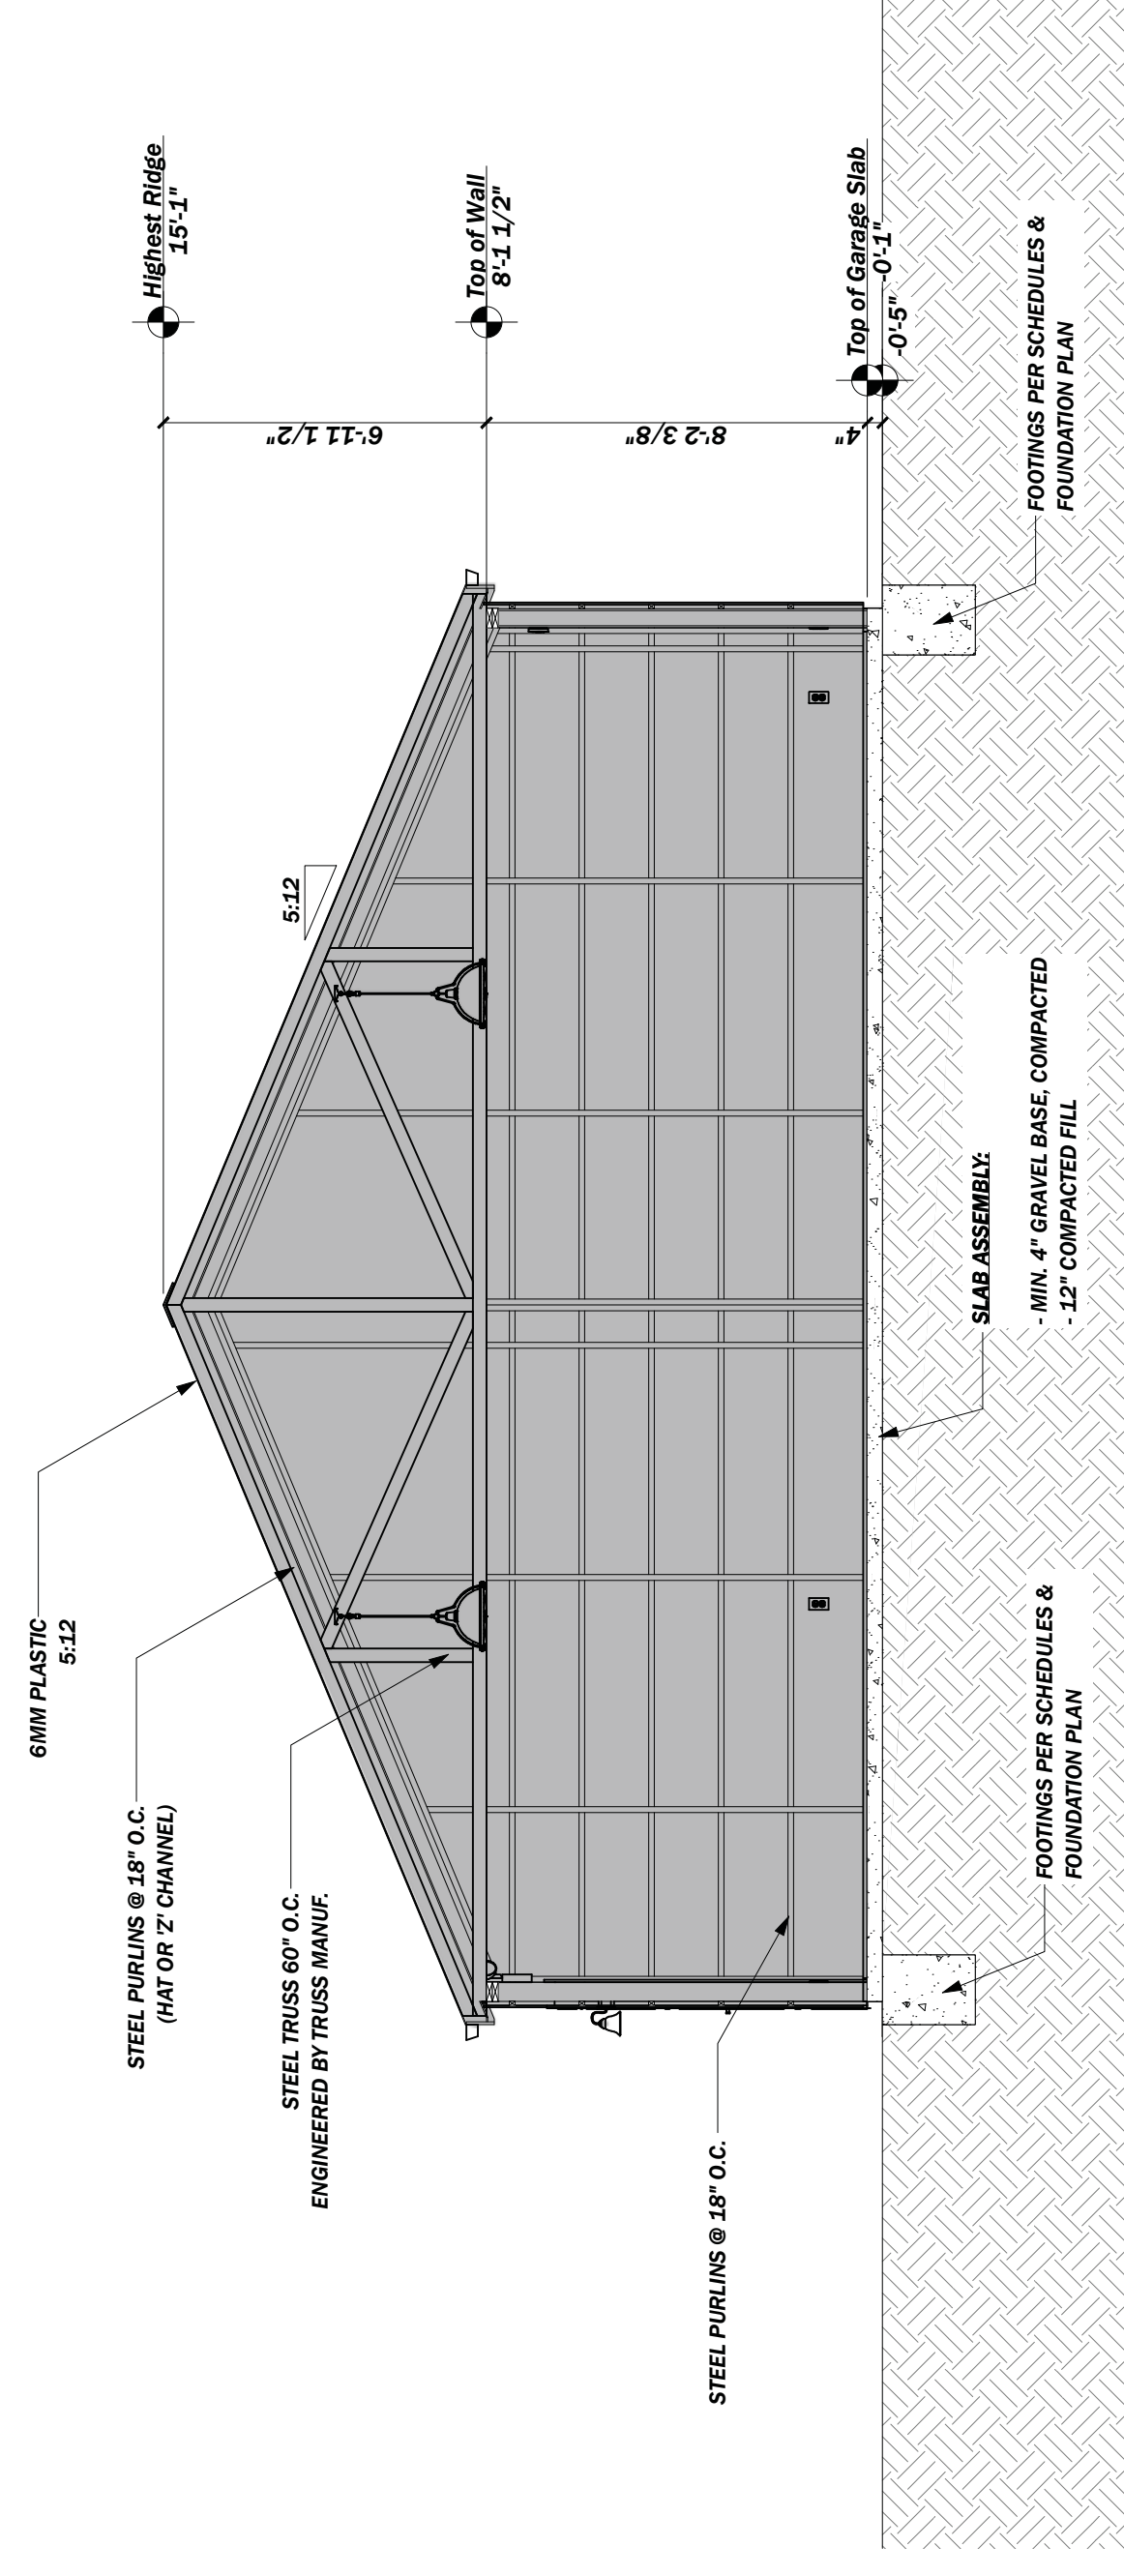 6MM PLASTIC
5:12
STEEL PURLINS @ 18" O.C.
(HAT OR 'Z' CHANNEL)
STEEL TRUSS 60" O.C.
ENGINEERED BY TRUSS MANUF.
STEEL PURLINS @ 18" O.C.
5:12
Highest Ridge
15'-1"
6'-11 1/2"
Top of Wall
8'-1 1/2"
8'-2 3/8"
Top of Garage Slab
-0'-1"
-0'-5"
4"
FOOTINGS PER SCHEDULES &
FOUNDATION PLAN
SLAB ASSEMBLY:
- MIN. 4" GRAVEL BASE, COMPACTED
- 12" COMPACTED FILL
FOOTINGS PER SCHEDULES &
FOUNDATION PLAN